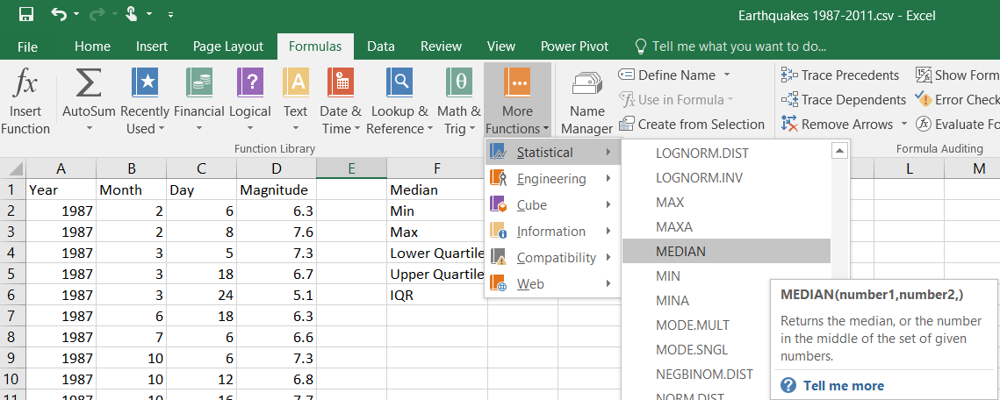 Earthquakes 1987-2011.csv - Excel
File Home Insert Page Layout Formulas Data Review View Power Pivot Tell me what you want to do...
fx Σ ? A θ ...
Insert Function
AutoSum
Recently Used
Financial
Logical
Text
Date & Time
Lookup & Reference
Math & Trig
More Functions
Name Manager
Define Name
Use in Formula
Create from Selection
Trace Precedents
Trace Dependents
Remove Arrows
Show Form
Error Check
Evaluate Fo
Function Library
Formula Auditing
Statistical
Engineering
Cube
Information
Compatibility
Web
LOGNORM.DIST
LOGNORM.INV
MAX
MAXA
MEDIAN
MIN
MINA
MODE.MULT
MODE.SNGL
NEGBINOM.DIST
NORM.DIST
MEDIAN(number1,number2,)
Returns the median, or the number
in the middle of the set of given
numbers.
? Tell me more
A B C D E F L M
1 Year Month Day Magnitude Median
2 1987 2 6 6.3 Min
3 1987 2 8 7.6 Max
4 1987 3 5 7.3 Lower Quartile
5 1987 3 18 6.7 Upper Quartile
6 1987 3 24 5.1 IQR
7 1987 6 18 6.3
8 1987 7 6 6.6
9 1987 10 6 7.3
10 1987 10 12 6.8
11 1987 10 16 7.7